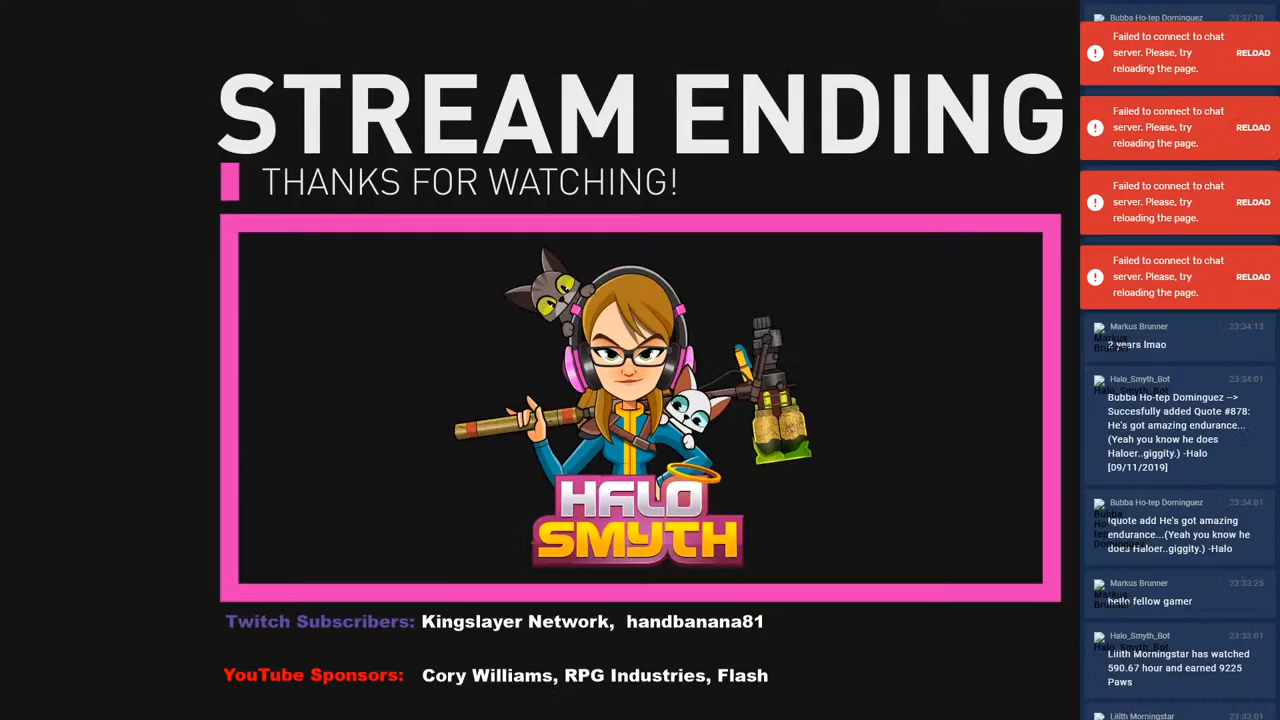 STREAM ENDING
THANKS FOR WATCHING!
HALO
SMYTH
Twitch Subscribers: Kingslayer Network, handbanana81
YouTube Sponsors: Cory Williams, RPG Industries, Flash
Bubba Ho-tep Dominguez 23:37:19
Failed to connect to chat
server. Please, try
reloading the page.
RELOAD
Failed to connect to chat
server. Please, try
reloading the page.
RELOAD
Failed to connect to chat
server. Please, try
reloading the page.
RELOAD
Failed to connect to chat
server. Please, try
reloading the page.
RELOAD
Markus Brunner 23:34:13
2 years lmao
Halo_Smyth_Bot 23:34:01
Bubba Ho-tep Dominguez -->
Succesfully added Quote #878:
He's got amazing endurance...
(Yeah you know he does
Haloer..giggity.) -Halo
[09/11/2019]
Bubba Ho-tep Dominguez 23:34:01
!quote add He's got amazing
endurance...(Yeah you know he
does Haloer..giggity.) -Halo
Markus Brunner 23:33:25
hello fellow gamer
Halo_Smyth_Bot 23:33:01
Lilith Morningstar has watched
590.67 hour and earned 9225
Paws
Lilith Morningstar 23:33:01